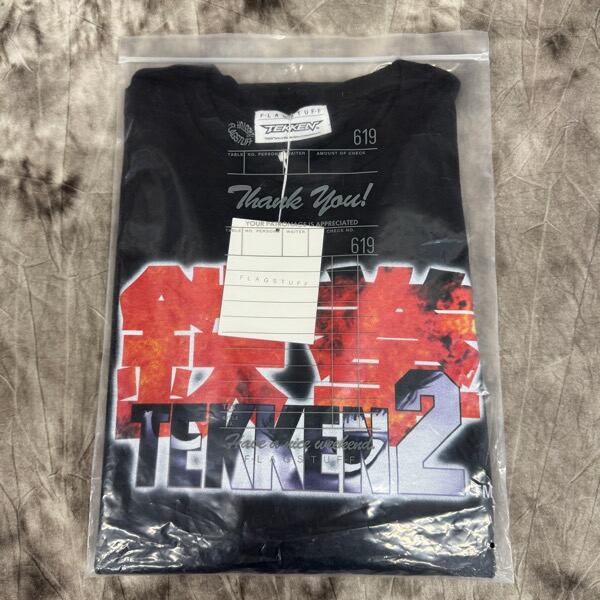 FLAGSTUFF
TEKKEN
619
TABLE NO. PERSONS WAITER AMOUNT OF CHECK
Thank You!
YOUR PATRONAGE IS APPRECIATED
TABLE NO. PERSONS WAITER CHECK NO.
619
FLAGSTUFF
鉄拳
TEKKEN 2
Have a nice weekend.
FLAGSTUFF
M